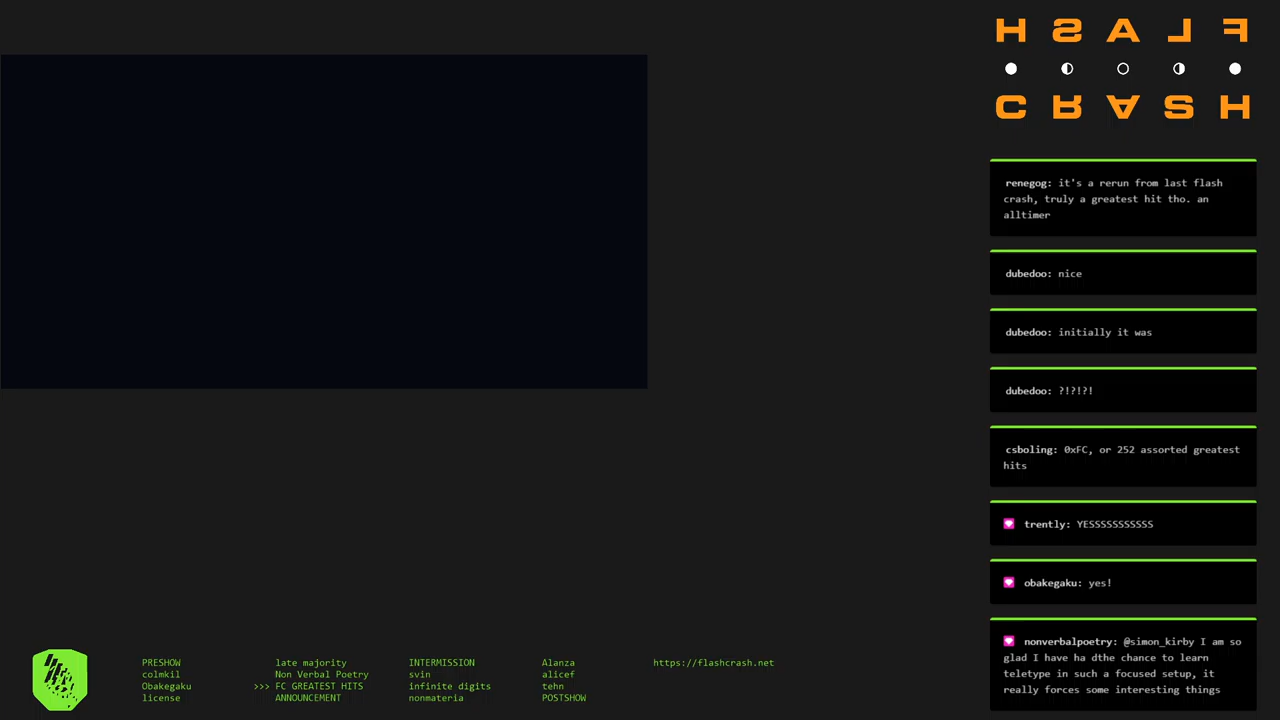 FLASH
CRASH
renegog: it's a rerun from last flash
crash, truly a greatest hit tho. an
alltimer
dubedoo: nice
dubedoo: initially it was
dubedoo: ?!?!?!
csboling: 0xFC, or 252 assorted greatest
hits
trently: YESSSSSSSSSSS
obakegaku: yes!
nonverbalpoetry: @simon_kirby I am so
glad I have ha dthe chance to learn
teletype in such a focused setup, it
really forces some interesting things
PRESHOW
colmkil
Obakegaku
license
late majority
Non Verbal Poetry
>>> FC GREATEST HITS
ANNOUNCEMENT
INTERMISSION
svin
infinite digits
nonmateria
Alanza
alicef
tehn
POSTSHOW
https://flashcrash.net